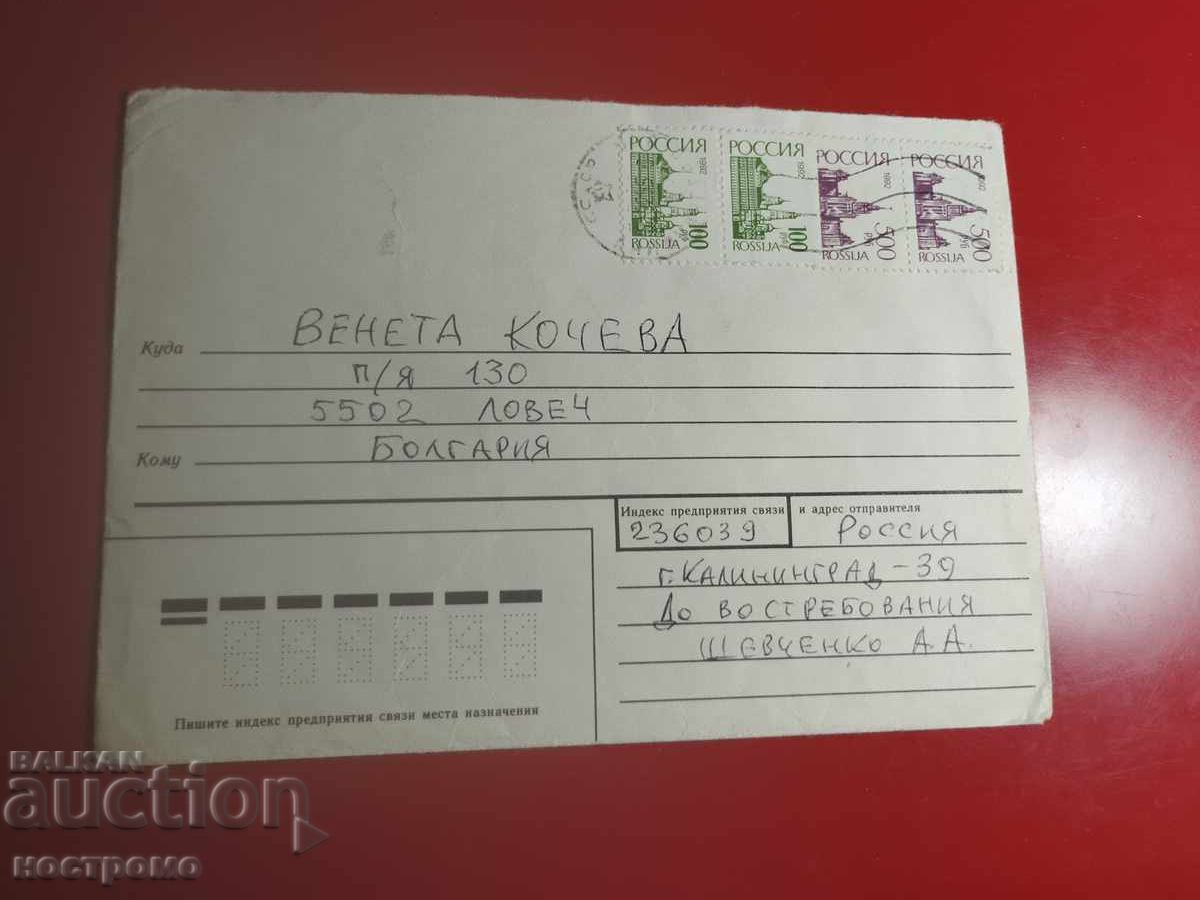 РОССИЯ 1992 100 ROSSIJA
РОССИЯ 1992 100 ROSSIJA
РОССИЯ 1992 500 ROSSIJA
РОССИЯ 1992 500 ROSSIJA
Куда ВЕНЕТА КОЧЕВА
П/Я 130
5502 ЛОВЕЧ
Кому БОЛГАРИЯ
Индекс предприятия связи и адрес отправителя
236039 РОССИЯ
г. КАЛИНИНГРАД - 39
ДО ВОСТРЕБОВАНИЯ
ШЕВЧЕНКО А.А.
Пишите индекс предприятия связи места назначения
BALKAN
auction
ностромо